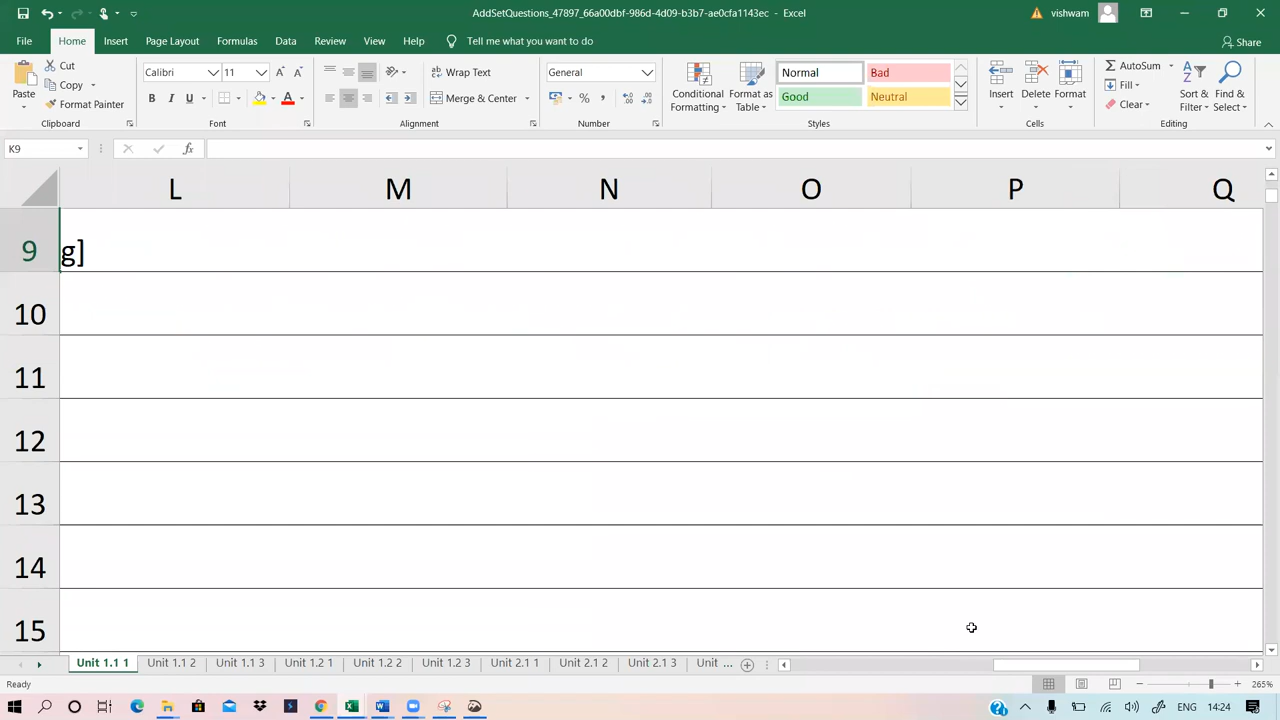 AddSetQuestions_47897_66a00dbf-986d-4d09-b3b7-ae0cfa1143ec - Excel
vishwam
File Home Insert Page Layout Formulas Data Review View Help Tell me what you want to do Share
Paste
Cut
Copy
Format Painter
Clipboard
Calibri 11
B I U
Font
Wrap Text
Merge & Center
Alignment
General
Number
Conditional Formatting
Format as Table
Normal Bad
Good Neutral
Styles
Insert Delete Format
Cells
AutoSum
Fill
Clear
Sort & Filter
Find & Select
Editing
K9
fx
L M N O P Q
9 g]
10
11
12
13
14
15
Unit 1.1 1 Unit 1.1 2 Unit 1.1 3 Unit 1.2 1 Unit 1.2 2 Unit 1.2 3 Unit 2.1 1 Unit 2.1 2 Unit 2.1 3 Unit ...
Ready
265%
ENG 14:24